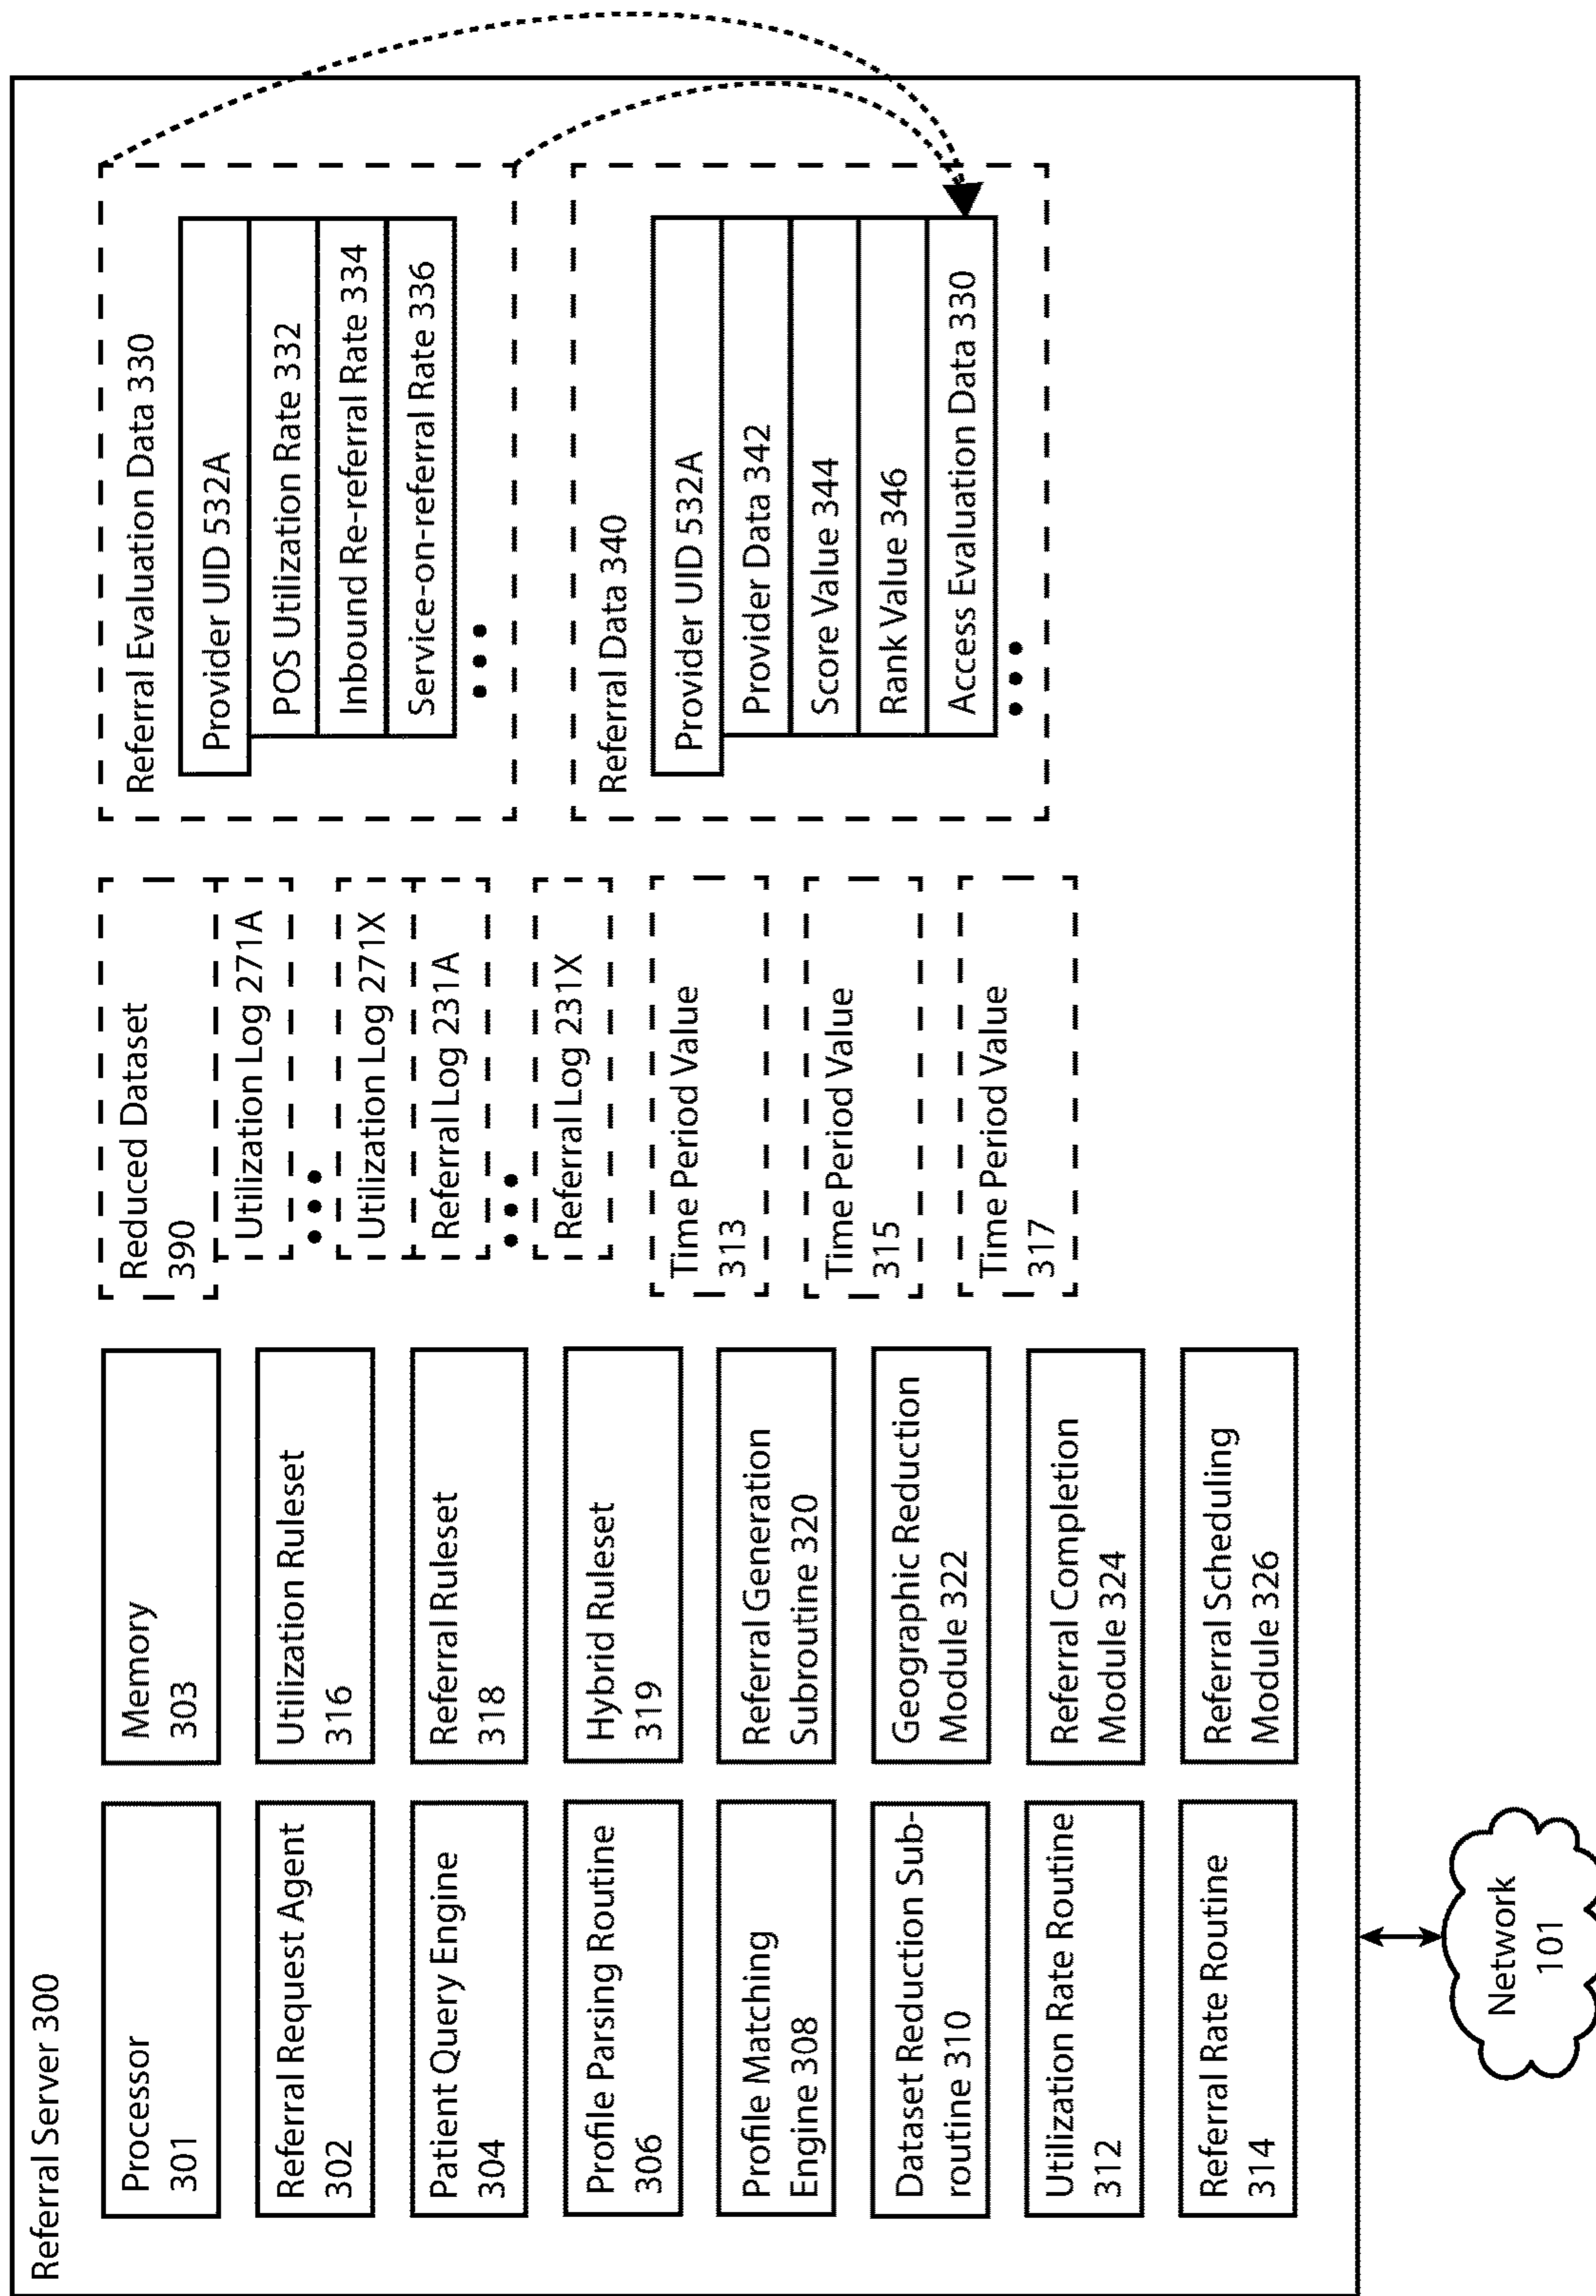 Referral Server 300
Processor
301
Referral Request Agent
302
Patient Query Engine
304
Profile Parsing Routine
306
Profile Matching
Engine 308
Dataset Reduction Sub-
routine 310
Utilization Rate Routine
312
Referral Rate Routine
314
Memory
303
Utilization Ruleset
316
Referral Ruleset
318
Hybrid Ruleset
319
Referral Generation
Subroutine 320
Geographic Reduction
Module 322
Referral Completion
Module 324
Referral Scheduling
Module 326
Reduced Dataset
390
Utilization Log 271A
•••
Utilization Log 271X
Referral Log 231A
•••
Referral Log 231X
Time Period Value
313
Time Period Value
315
Time Period Value
317
Referral Evaluation Data 330
Provider UID 532A
POS Utilization Rate 332
Inbound Re-referral Rate 334
Service-on-referral Rate 336
•••
Referral Data 340
Provider UID 532A
Provider Data 342
Score Value 344
Rank Value 346
Access Evaluation Data 330
•••
Network
101